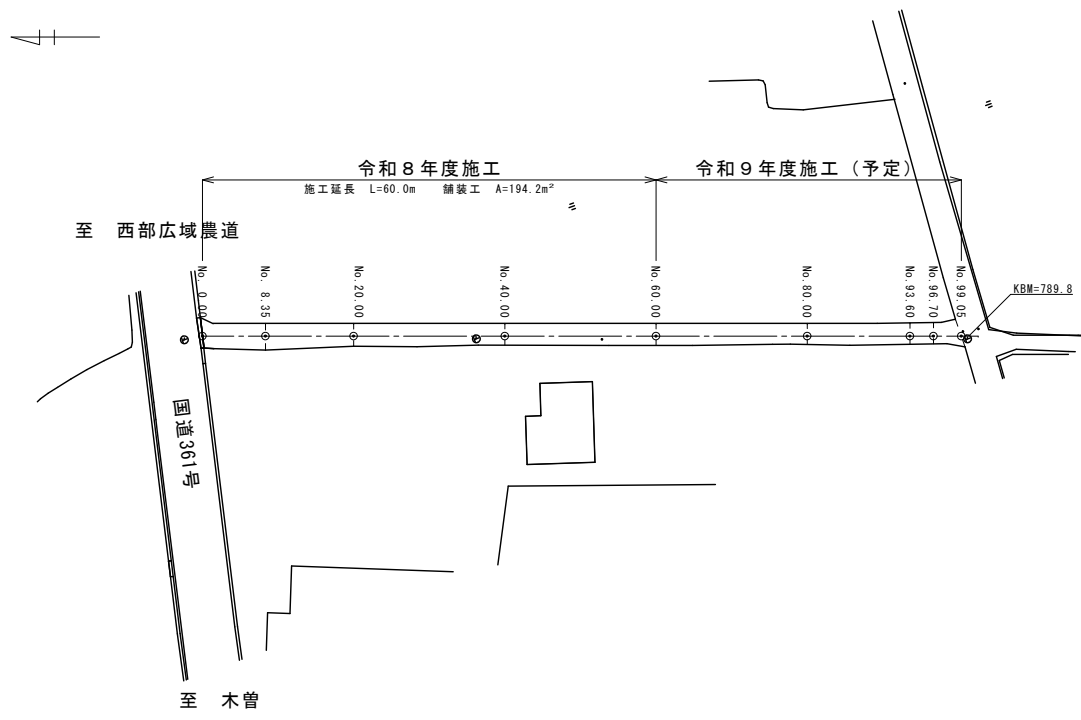 令和８年度施工
令和９年度施工（予定）
施工延長　L=60.0m　舗装工　A=194.2m²
至　西部広域農道
No. 0.00
No. 8.35
No.20.00
No.40.00
No.60.00
No.80.00
No.93.60
No.96.70
No.99.05
KBM=789.8
国道361号
至　木曽